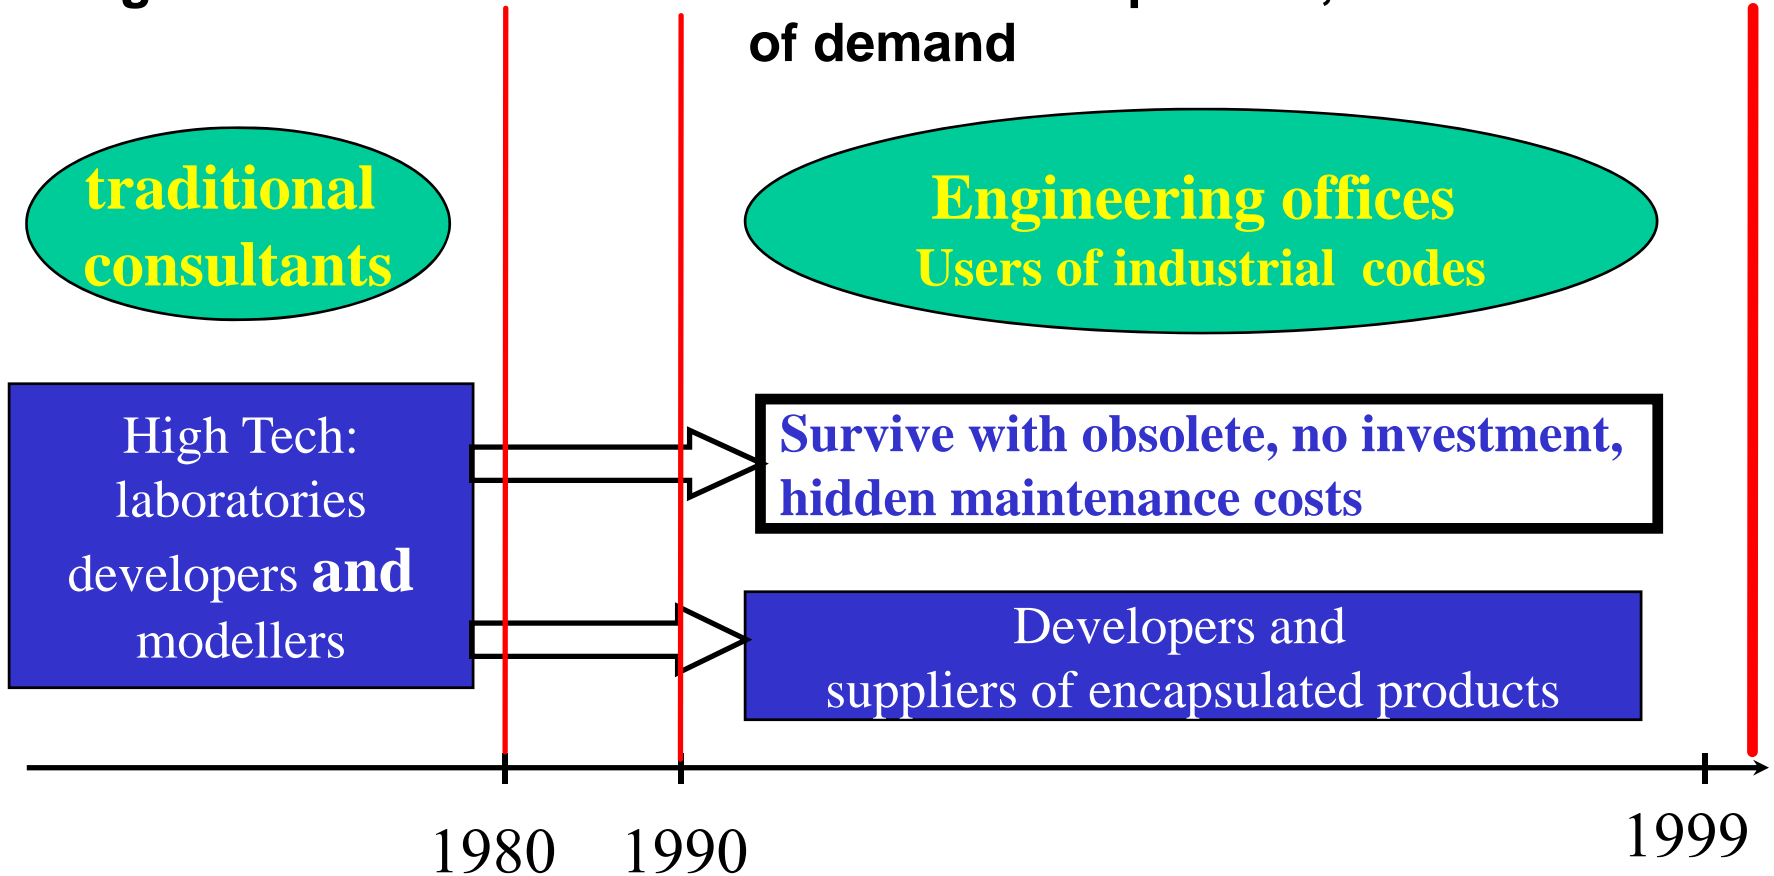 of demand
traditional
consultants
Engineering offices
Users of industrial codes
High Tech:
laboratories
developers and
modellers
Survive with obsolete, no investment,
hidden maintenance costs
Developers and
suppliers of encapsulated products
1980
1990
1999